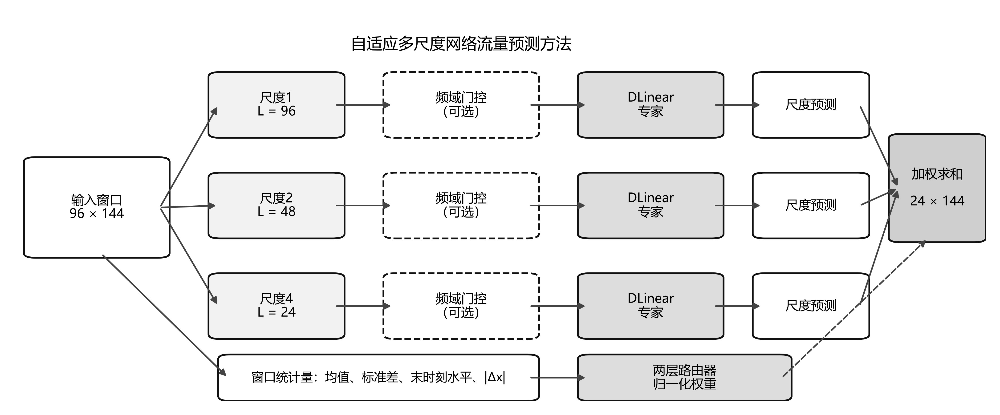 自适应多尺度网络流量预测方法
尺度1
L = 96
频域门控
(可选)
DLinear
专家
尺度预测
输入窗口
96 × 144
尺度2
L = 48
频域门控
(可选)
DLinear
专家
尺度预测
加权求和
24 × 144
尺度4
L = 24
频域门控
(可选)
DLinear
专家
尺度预测
窗口统计量：均值、标准差、末时刻水平、|Δx|
两层路由器
归一化权重